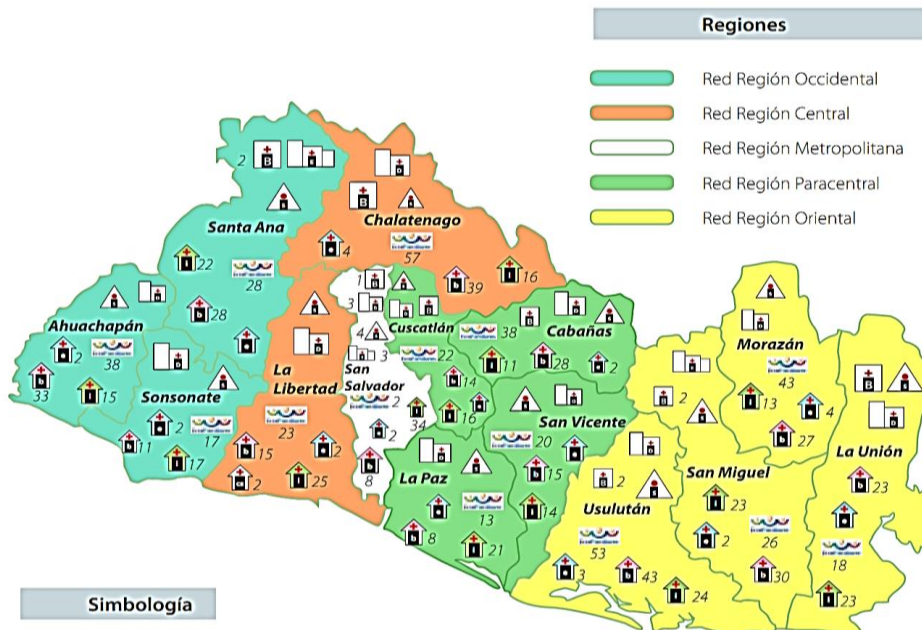 Regiones
Red Región Occidental
Red Región Central
Red Región Metropolitana
Red Región Paracentral
Red Región Oriental
2
B
Santa Ana
22
28
28
Chalatenago
4
57
39
16
Ahuachapán
2
38
33
15
Sonsonate
2
17
11
17
La
Libertad
23
15
2
2
25
1
3
4
3
San
Salvador
2
34
2
8
Cuscatlán
22
14
16
38
Cabañas
11
28
2
San Vicente
20
15
14
La Paz
13
8
21
2
Usulután
53
3
43
24
2
San Miguel
23
2
26
30
Morazán
43
13
4
27
B
La Unión
23
18
23
Simbología